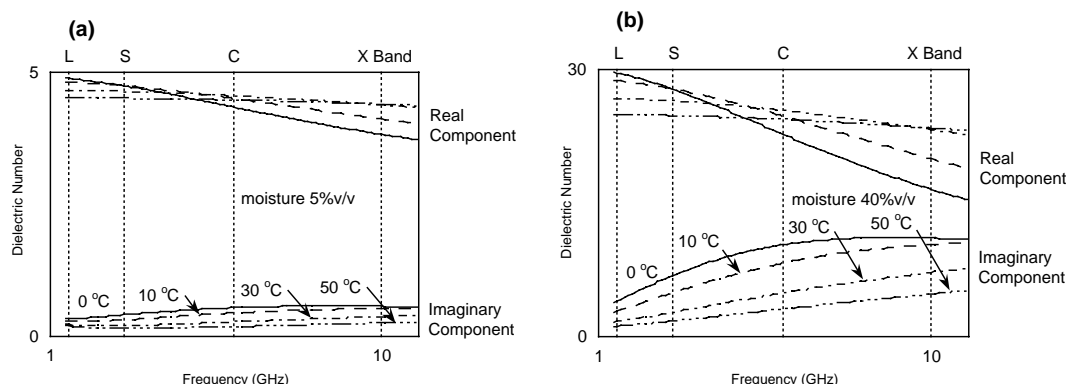 (a)
L S C X Band
5
Real
Component
Dielectric Number
moisture 5%v/v
0 °C 10 °C 30 °C 50 °C
Imaginary
Component
0
1 10
Frequency (GHz)
(b)
L S C X Band
30
Real
Component
Dielectric Number
moisture 40%v/v
0 °C 10 °C 30 °C 50 °C
Imaginary
Component
0
1 10
Frequency (GHz)